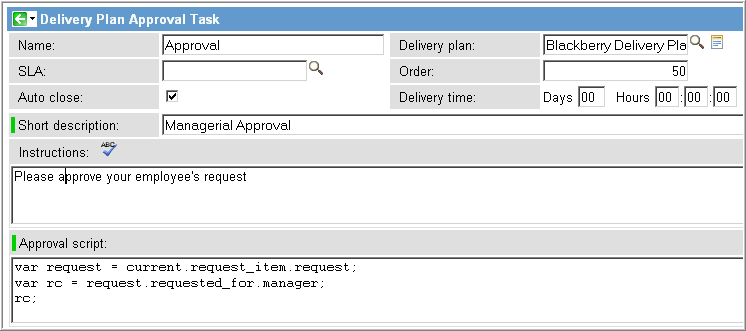 Delivery Plan Approval Task
Name: Approval Delivery plan: Blackberry Delivery Pla
SLA: Order: 50
Auto close: Delivery time: Days 00 Hours 00 : 00 : 00
Short description: Managerial Approval
Instructions: ABC
Please approve your employee's request
Approval script:
var request = current.request_item.request;
var rc = request.requested_for.manager;
rc;